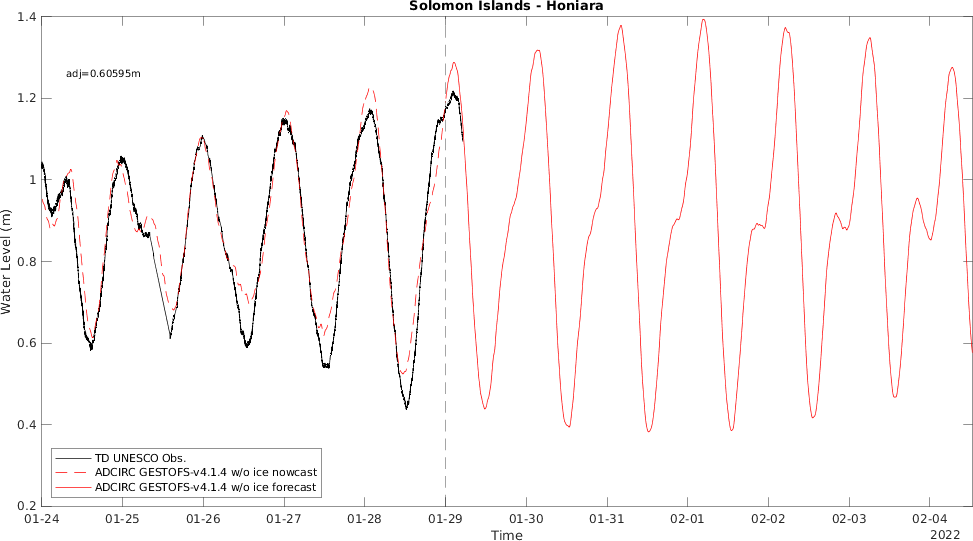 Solomon Islands - Honiara
1.4
1.2
1
0.8
0.6
0.4
0.2
Water Level (m)
adj=0.60595m
TD UNESCO Obs.
ADCIRC GESTOFS-v4.1.4 w/o ice nowcast
ADCIRC GESTOFS-v4.1.4 w/o ice forecast
01-24 01-25 01-26 01-27 01-28 01-29 01-30 01-31 02-01 02-02 02-03 02-04
2022
Time